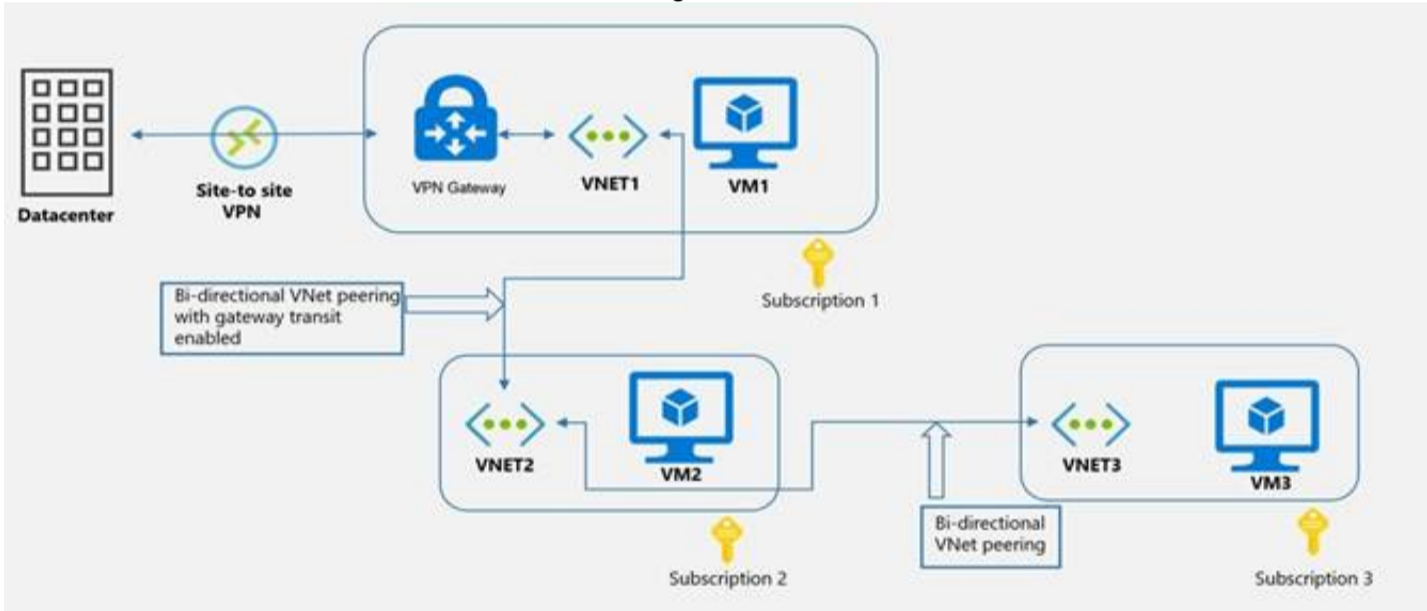 Datacenter
Site-to site
VPN
VPN Gateway
VNET1
VM1
Subscription 1
Bi-directional VNet peering
with gateway transit
enabled
VNET2
VM2
Subscription 2
Bi-directional
VNet peering
VNET3
VM3
Subscription 3